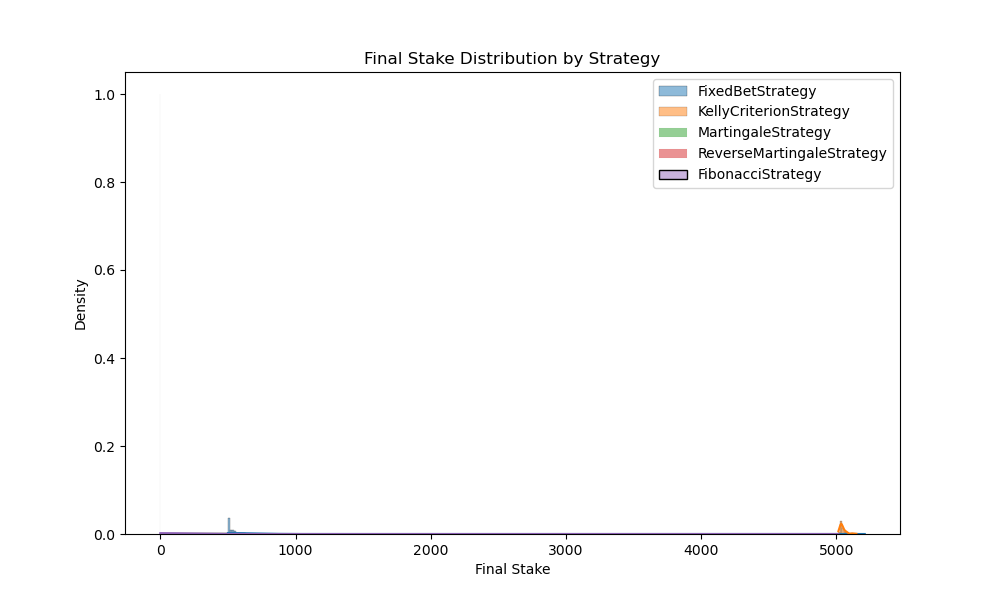 Final Stake Distribution by Strategy
FixedBetStrategy
KellyCriterionStrategy
MartingaleStrategy
ReverseMartingaleStrategy
FibonacciStrategy
Density
1.0
0.8
0.6
0.4
0.2
0.0
0 1000 2000 3000 4000 5000
Final Stake